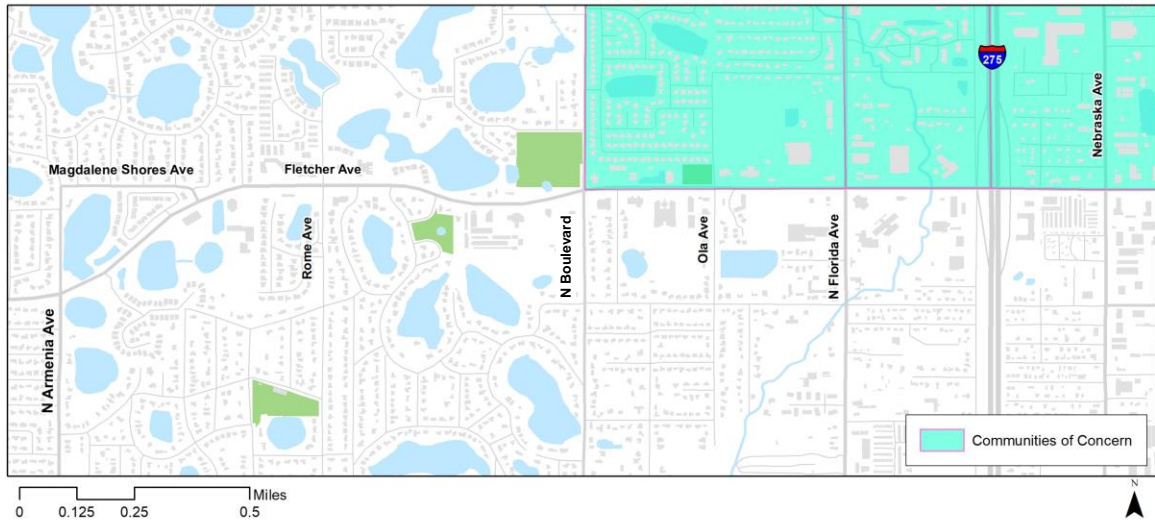 275
Nebraska Ave
Magdalene Shores Ave
Fletcher Ave
Rome Ave
N Boulevard
Ola Ave
N Florida Ave
N Armenia Ave
Communities of Concern
Miles
0 0.125 0.25 0.5
N